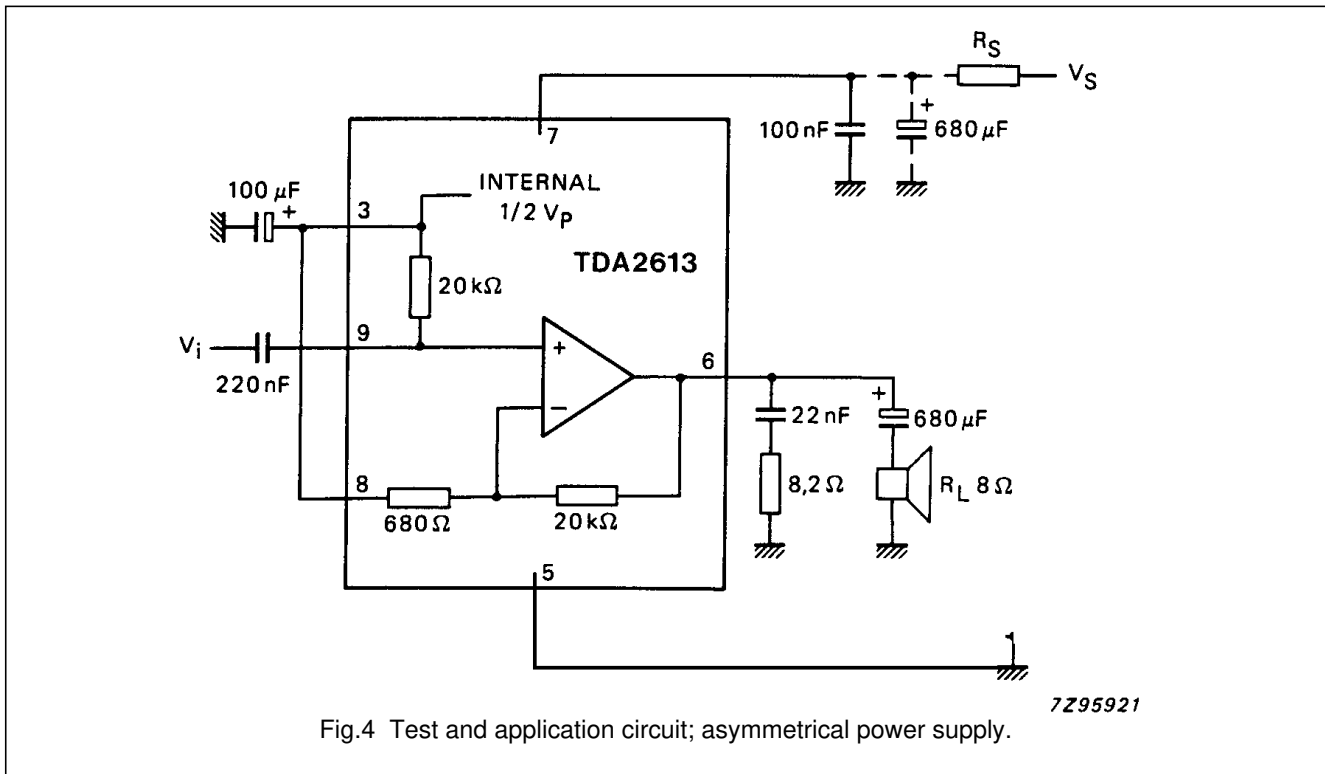 R_S
V_S
7
100 nF
+
680 µF
100 µF
+
3
INTERNAL
1/2 V_P
TDA2613
20 kΩ
V_i
9
220 nF
+
−
6
22 nF
+
680 µF
8,2 Ω
R_L 8 Ω
8
680 Ω
20 kΩ
5
7Z95921
Fig.4 Test and application circuit; asymmetrical power supply.